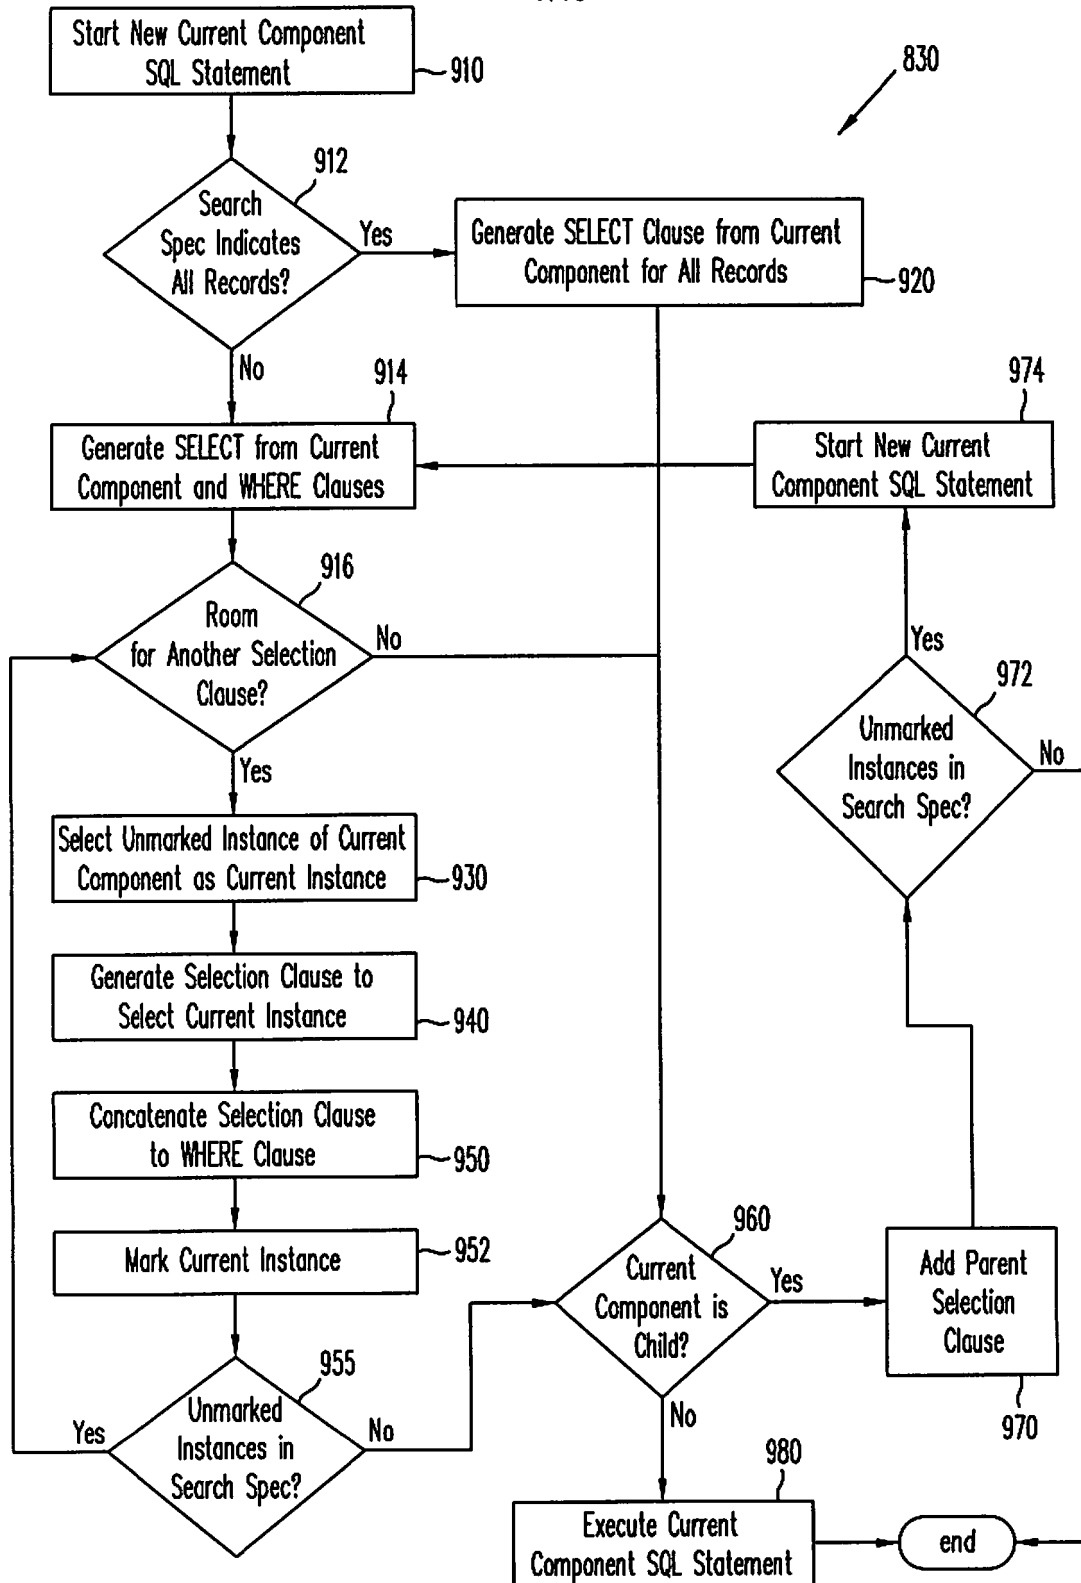 Start New Current Component
SQL Statement
910
830
912
Search
Spec Indicates
All Records?
Yes
Generate SELECT Clause from Current
Component for All Records
920
No
914
Generate SELECT from Current
Component and WHERE Clauses
974
Start New Current
Component SQL Statement
916
Room
for Another Selection
Clause?
No
Yes
Yes
972
Unmarked
Instances in
Search Spec?
No
Select Unmarked Instance of Current
Component as Current Instance
930
Generate Selection Clause to
Select Current Instance
940
Concatenate Selection Clause
to WHERE Clause
950
Mark Current Instance
952
960
Current
Component is
Child?
Yes
No
Add Parent
Selection
Clause
970
955
Unmarked
Instances in
Search Spec?
Yes
No
980
Execute Current
Component SQL Statement
end